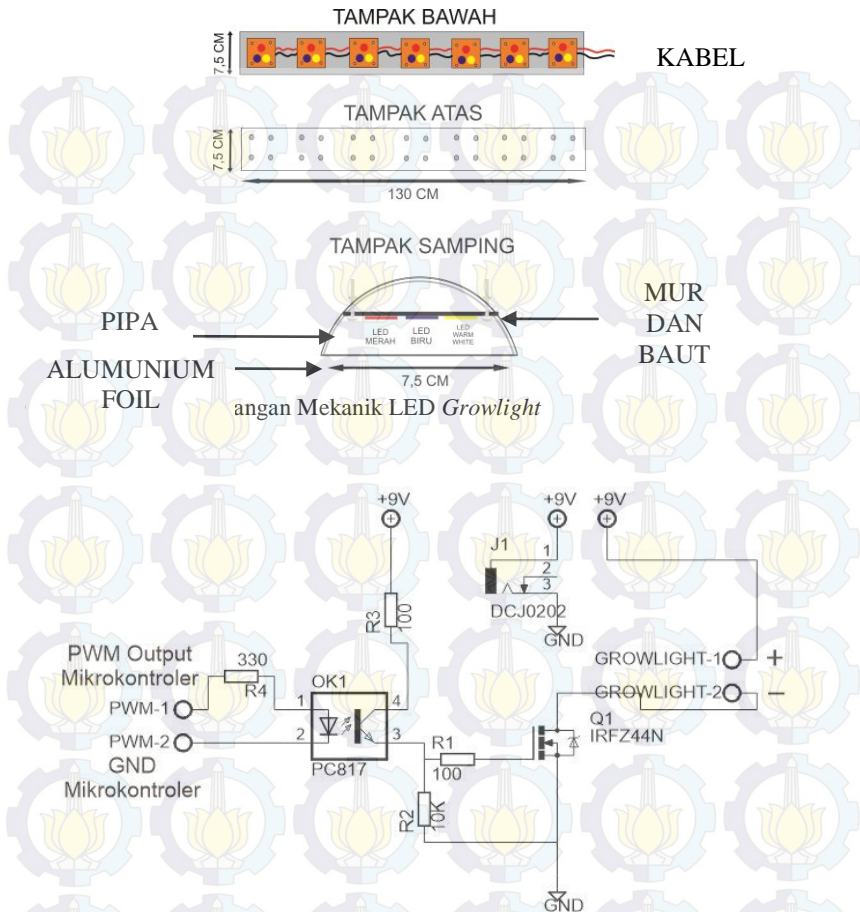 TAMPAK BAWAH
7,5 CM
KABEL
TAMPAK ATAS
7,5 CM
130 CM
TAMPAK SAMPING
PIPA
ALUMUNIUM
FOIL
LED
MERAH
LED
BIRU
LED
WARM
WHITE
MUR
DAN
BAUT
7,5 CM
angan Mekanik LED Growlight
+9V
+9V
+9V
J1
1
2
3
DCJ0202
GND
R3
100
PWM Output
Mikrokontroler
330
R4
OK1
PWM-1
1
4
PWM-2
2
3
GND
Mikrokontroler
PC817
R1
100
R2
10K
GROWLIGHT-1
+
GROWLIGHT-2
−
Q1
IRFZ44N
GND